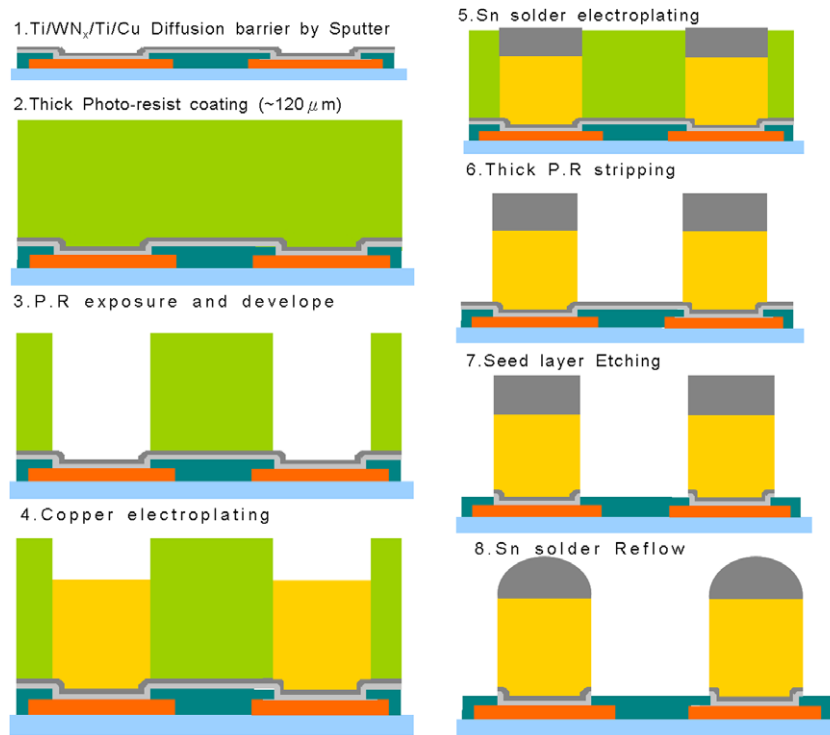 1.Ti/WNx/Ti/Cu Diffusion barrier by Sputter
2.Thick Photo-resist coating (~120μm)
3.P.R exposure and develope
4.Copper electroplating
5.Sn solder electroplating
6.Thick P.R stripping
7.Seed layer Etching
8.Sn solder Reflow